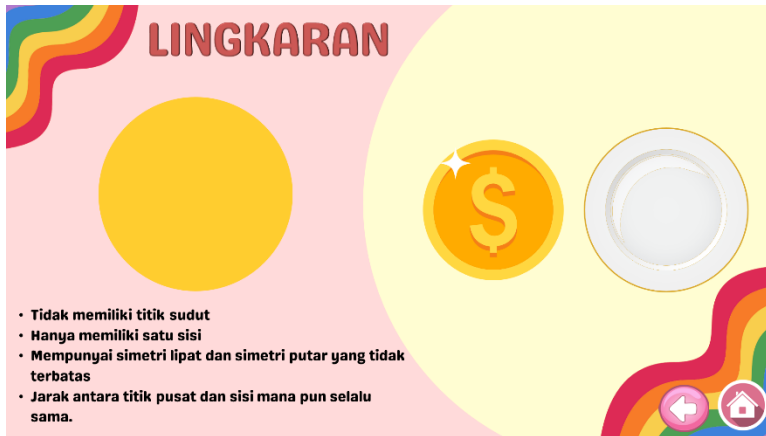 LINGKARAN
$
• Tidak memiliki titik sudut
• Hanya memiliki satu sisi
• Mempunyai simetri lipat dan simetri putar yang tidak
terbatas
• Jarak antara titik pusat dan sisi mana pun selalu
sama.